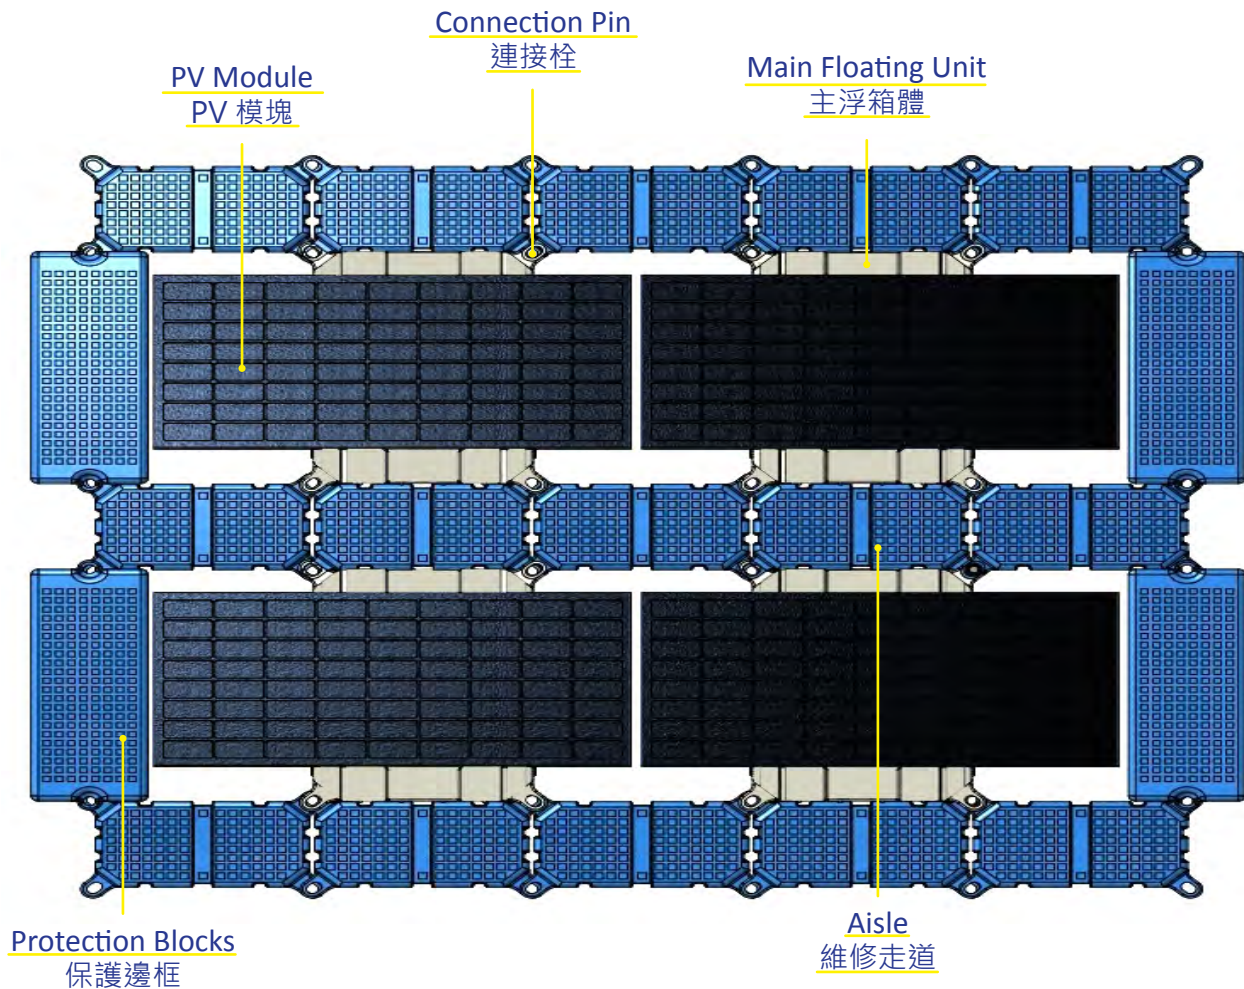 Connection Pin
連接栓
PV Module
PV 模塊
Main Floating Unit
主浮箱體
Protection Blocks
保護邊框
Aisle
維修走道